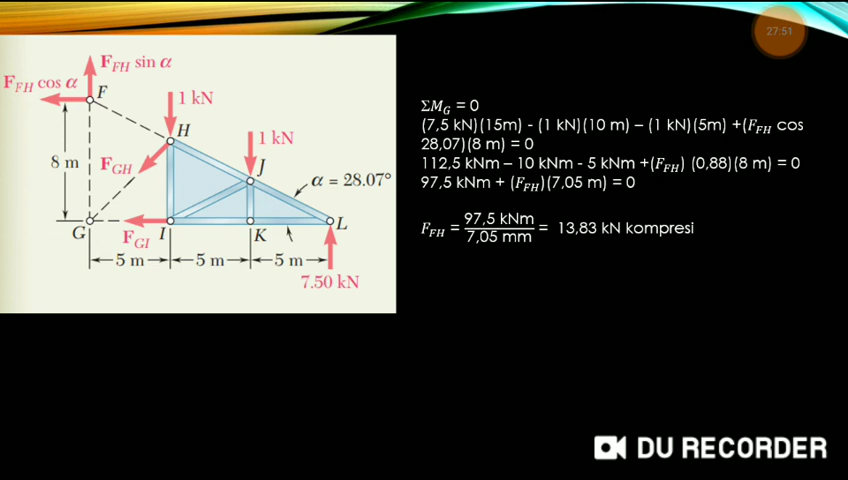 27:51
F_FH sin α
F_FH cos α
F
1 kN
H
1 kN
8 m
F_GH
J
α = 28.07°
G
F_GI
I
K
L
5 m
5 m
5 m
7.50 kN
ΣM_G = 0
(7,5 kN)(15m) - (1 kN)(10 m) – (1 kN)(5m) +(F_FH cos
28,07)(8 m) = 0
112,5 kNm – 10 kNm - 5 kNm +(F_FH) (0,88)(8 m) = 0
97,5 kNm + (F_FH)(7,05 m) = 0
F_FH = 97,5 kNm / 7,05 mm = 13,83 kN kompresi
DU RECORDER